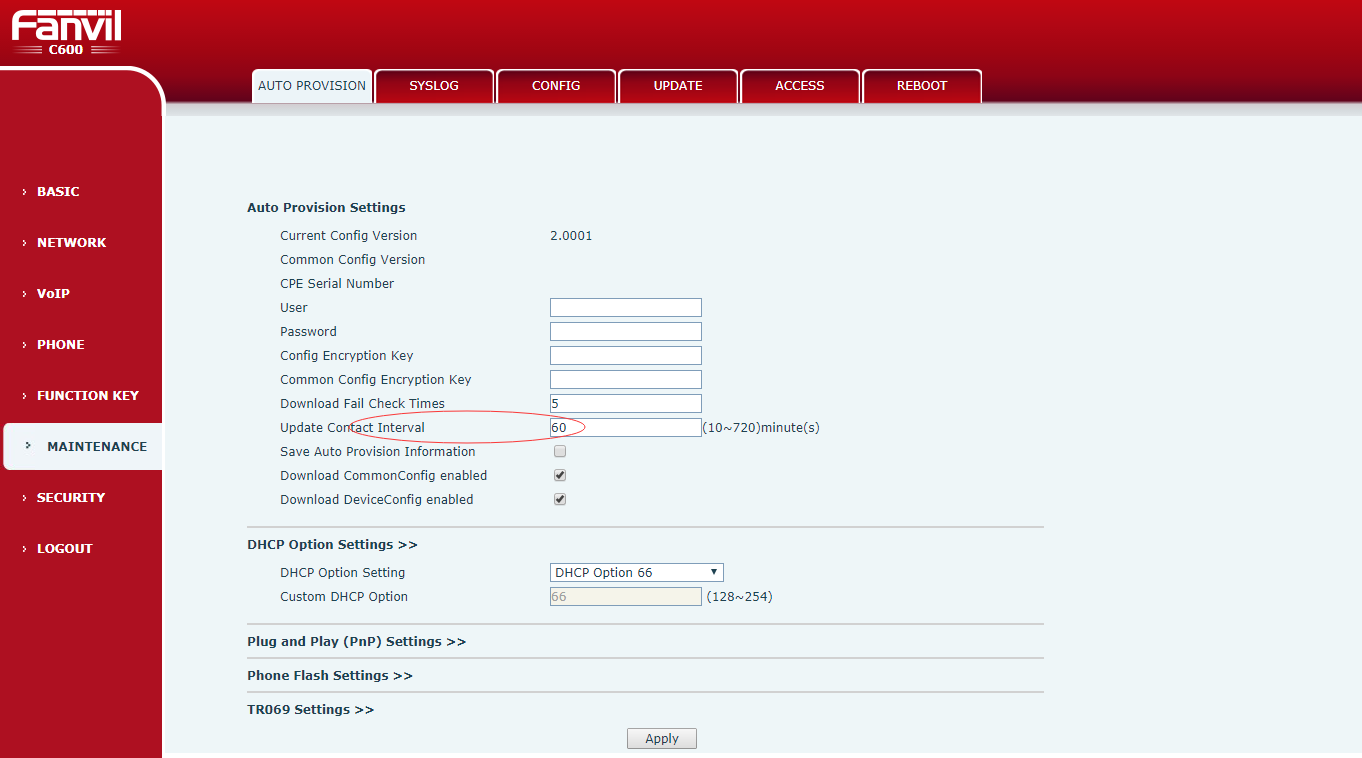 Fanvil
C600
AUTO PROVISION SYSLOG CONFIG UPDATE ACCESS REBOOT
› BASIC
› NETWORK
› VoIP
› PHONE
› FUNCTION KEY
› MAINTENANCE
› SECURITY
› LOGOUT
Auto Provision Settings
Current Config Version 2.0001
Common Config Version
CPE Serial Number
User
Password
Config Encryption Key
Common Config Encryption Key
Download Fail Check Times 5
Update Contact Interval 60 (10~720)minute(s)
Save Auto Provision Information
Download CommonConfig enabled
Download DeviceConfig enabled
DHCP Option Settings >>
DHCP Option Setting DHCP Option 66
Custom DHCP Option 66 (128~254)
Plug and Play (PnP) Settings >>
Phone Flash Settings >>
TR069 Settings >>
Apply